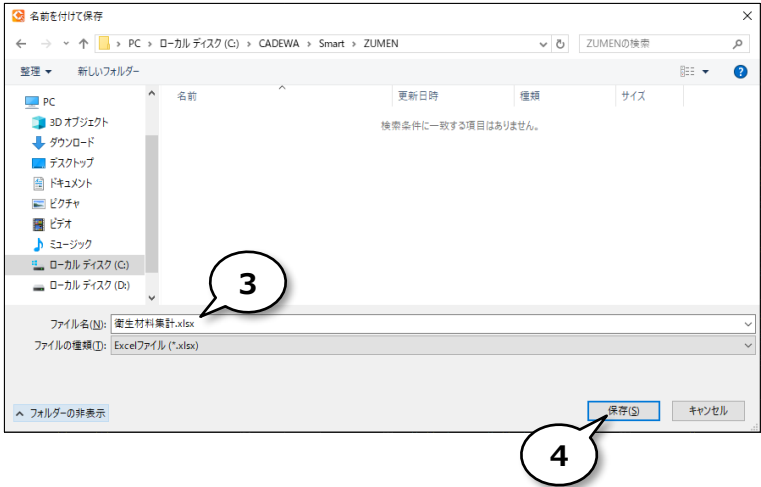 名前を付けて保存
PC › ローカル ディスク (C:) › CADEWA › Smart › ZUMEN
ZUMENの検索
整理 新しいフォルダー
名前 更新日時 種類 サイズ
検索条件に一致する項目はありません。
PC
3D オブジェクト
ダウンロード
デスクトップ
ドキュメント
ピクチャ
ビデオ
ミュージック
ローカル ディスク (C:)
ローカル ディスク (D:)
3
ファイル名(N): 衛生材料集計.xlsx
ファイルの種類(T): Excelファイル (*.xlsx)
フォルダーの非表示
保存(S) キャンセル
4